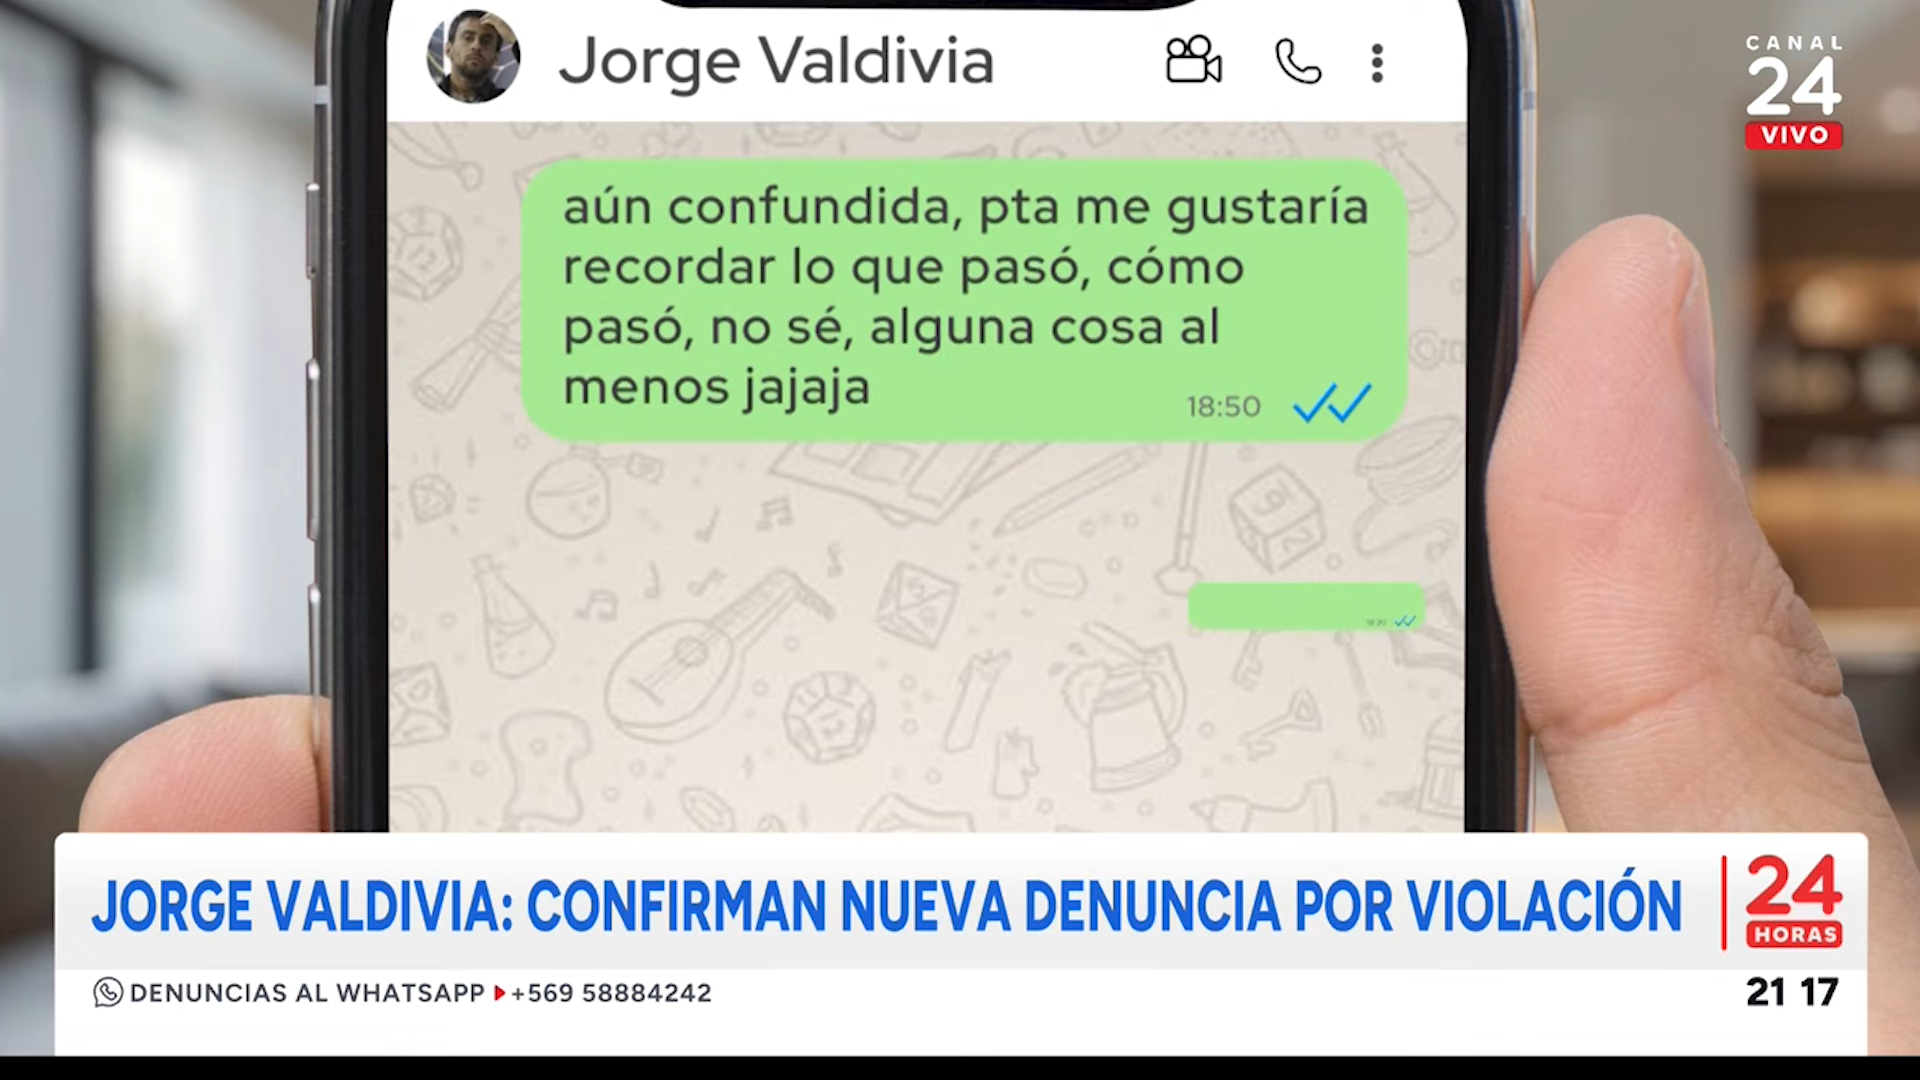 Jorge Valdivia
CANAL
24
VIVO
aún confundida, pta me gustaría
recordar lo que pasó, cómo
pasó, no sé, alguna cosa al
menos jajaja
18:50
JORGE VALDIVIA: CONFIRMAN NUEVA DENUNCIA POR VIOLACIÓN
24
HORAS
DENUNCIAS AL WHATSAPP +569 58884242
21 17